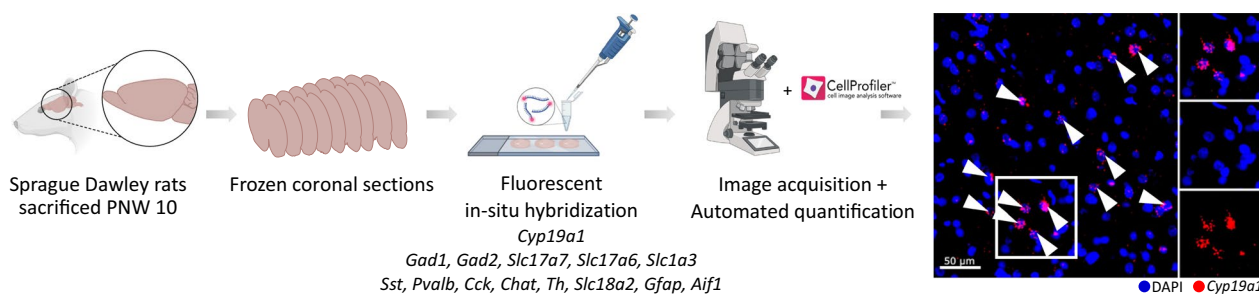 + CellProfiler™
cell image analysis software
Sprague Dawley rats
sacrificed PNW 10
Frozen coronal sections
Fluorescent
in-situ hybridization
Cyp19a1
Gad1, Gad2, Slc17a7, Slc17a6, Slc1a3
Sst, Pvalb, Cck, Chat, Th, Slc18a2, Gfap, Aif1
Image acquisition +
Automated quantification
50 µm
DAPI Cyp19a1